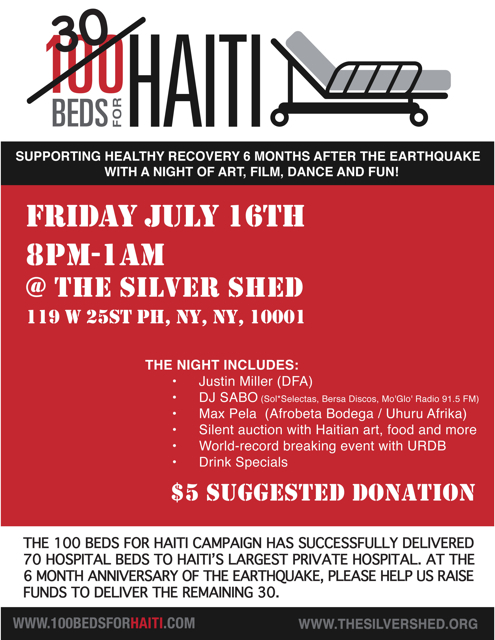 30
100
BEDS FOR HAITI
SUPPORTING HEALTHY RECOVERY 6 MONTHS AFTER THE EARTHQUAKE
WITH A NIGHT OF ART, FILM, DANCE AND FUN!
FRIDAY JULY 16TH
8PM-1AM
@ THE SILVER SHED
119 W 25ST PH, NY, NY, 10001
THE NIGHT INCLUDES:
• Justin Miller (DFA)
• DJ SABO (Sol*Selectas, Bersa Discos, Mo'Glo' Radio 91.5 FM)
• Max Pela (Afrobeta Bodega / Uhuru Afrika)
• Silent auction with Haitian art, food and more
• World-record breaking event with URDB
• Drink Specials
$5 SUGGESTED DONATION
THE 100 BEDS FOR HAITI CAMPAIGN HAS SUCCESSFULLY DELIVERED
70 HOSPITAL BEDS TO HAITI'S LARGEST PRIVATE HOSPITAL. AT THE
6 MONTH ANNIVERSARY OF THE EARTHQUAKE, PLEASE HELP US RAISE
FUNDS TO DELIVER THE REMAINING 30.
WWW.100BEDSFORHAITI.COM WWW.THESILVERSHED.ORG